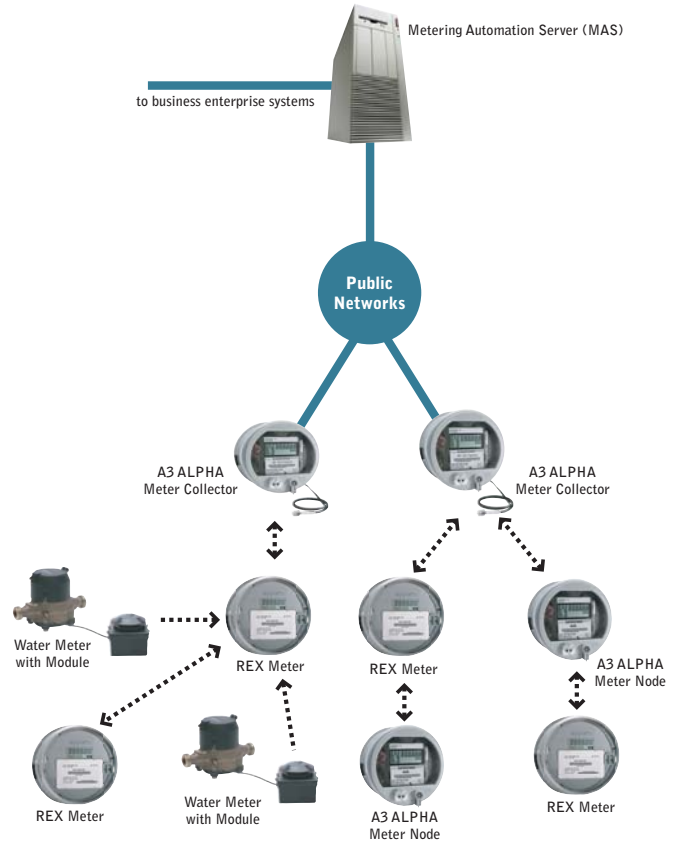 Metering Automation Server (MAS)
to business enterprise systems
Public
Networks
A3 ALPHA
Meter Collector
A3 ALPHA
Meter Collector
Water Meter
with Module
REX Meter
REX Meter
A3 ALPHA
Meter Node
REX Meter
Water Meter
with Module
A3 ALPHA
Meter Node
REX Meter